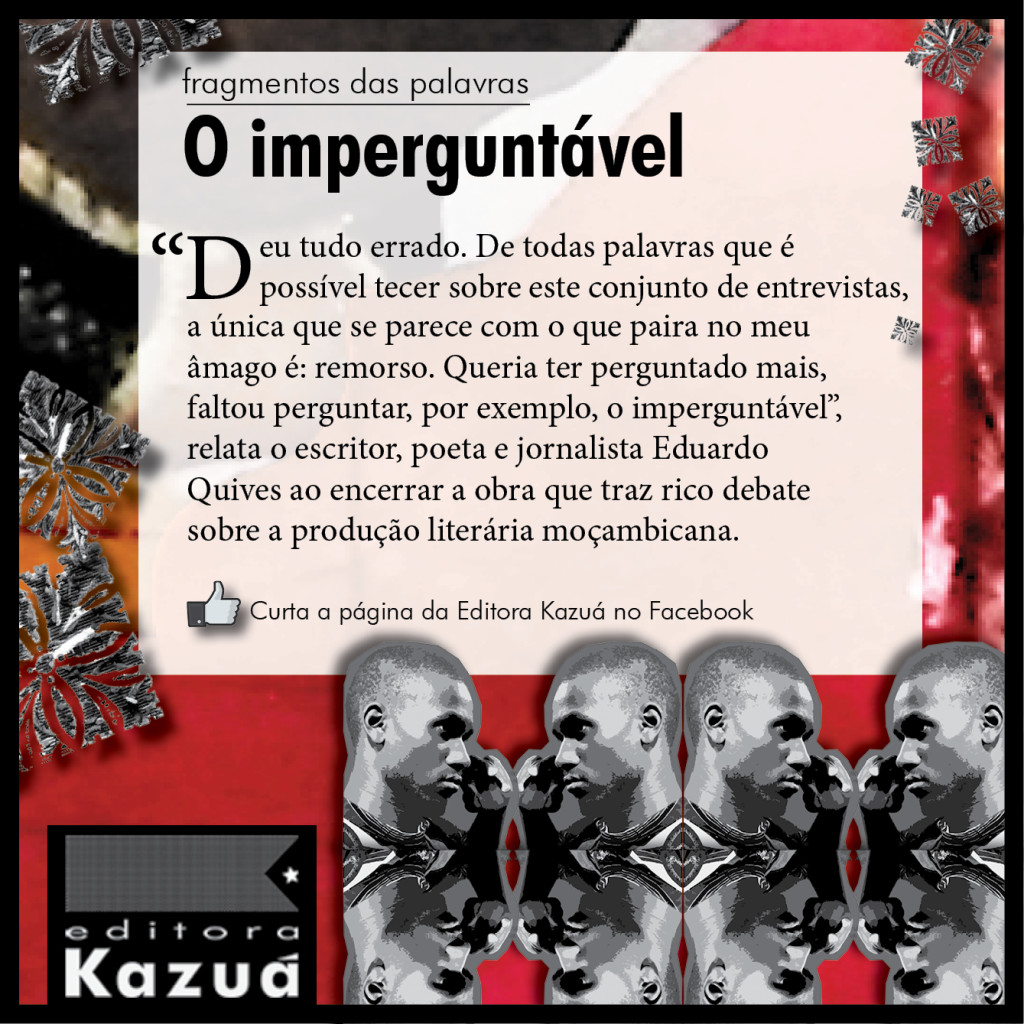 fragmentos das palavras
O imperguntável
“Deu tudo errado. De todas palavras que é
possível tecer sobre este conjunto de entrevistas,
a única que se parece com o que paira no meu
âmago é: remorso. Queria ter perguntado mais,
faltou perguntar, por exemplo, o imperguntável”,
relata o escritor, poeta e jornalista Eduardo
Quives ao encerrar a obra que traz rico debate
sobre a produção literária moçambicana.
Curta a página da Editora Kazuá no Facebook
editora
Kazuá